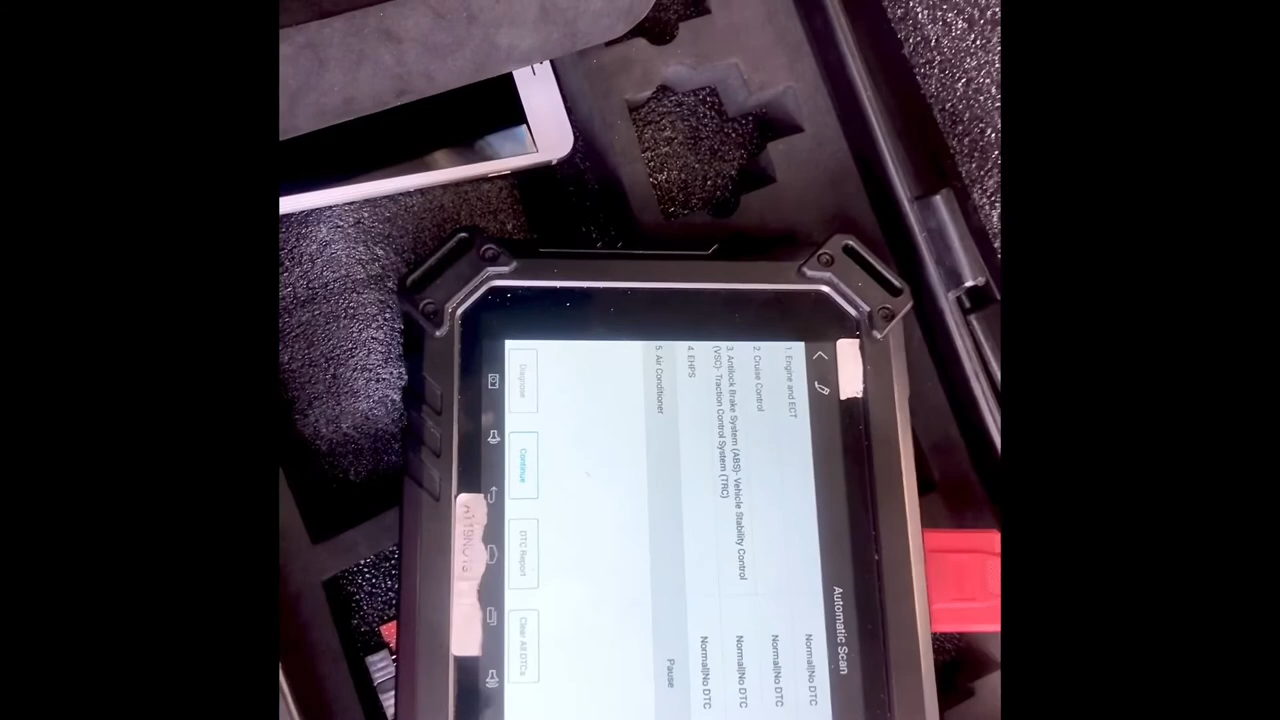 Automatic Scan
1. Engine and ECT Normal|No DTC
2. Cruise Control Normal|No DTC
3. Antilock Brake System (ABS)- Vehicle Stability Control Normal|No DTC
(VSC)- Traction Control System (TRC)
4. EHPS Normal|No DTC
5. Air Conditioner Pause
Diagnose Continue DTC Report Clear All DTCs